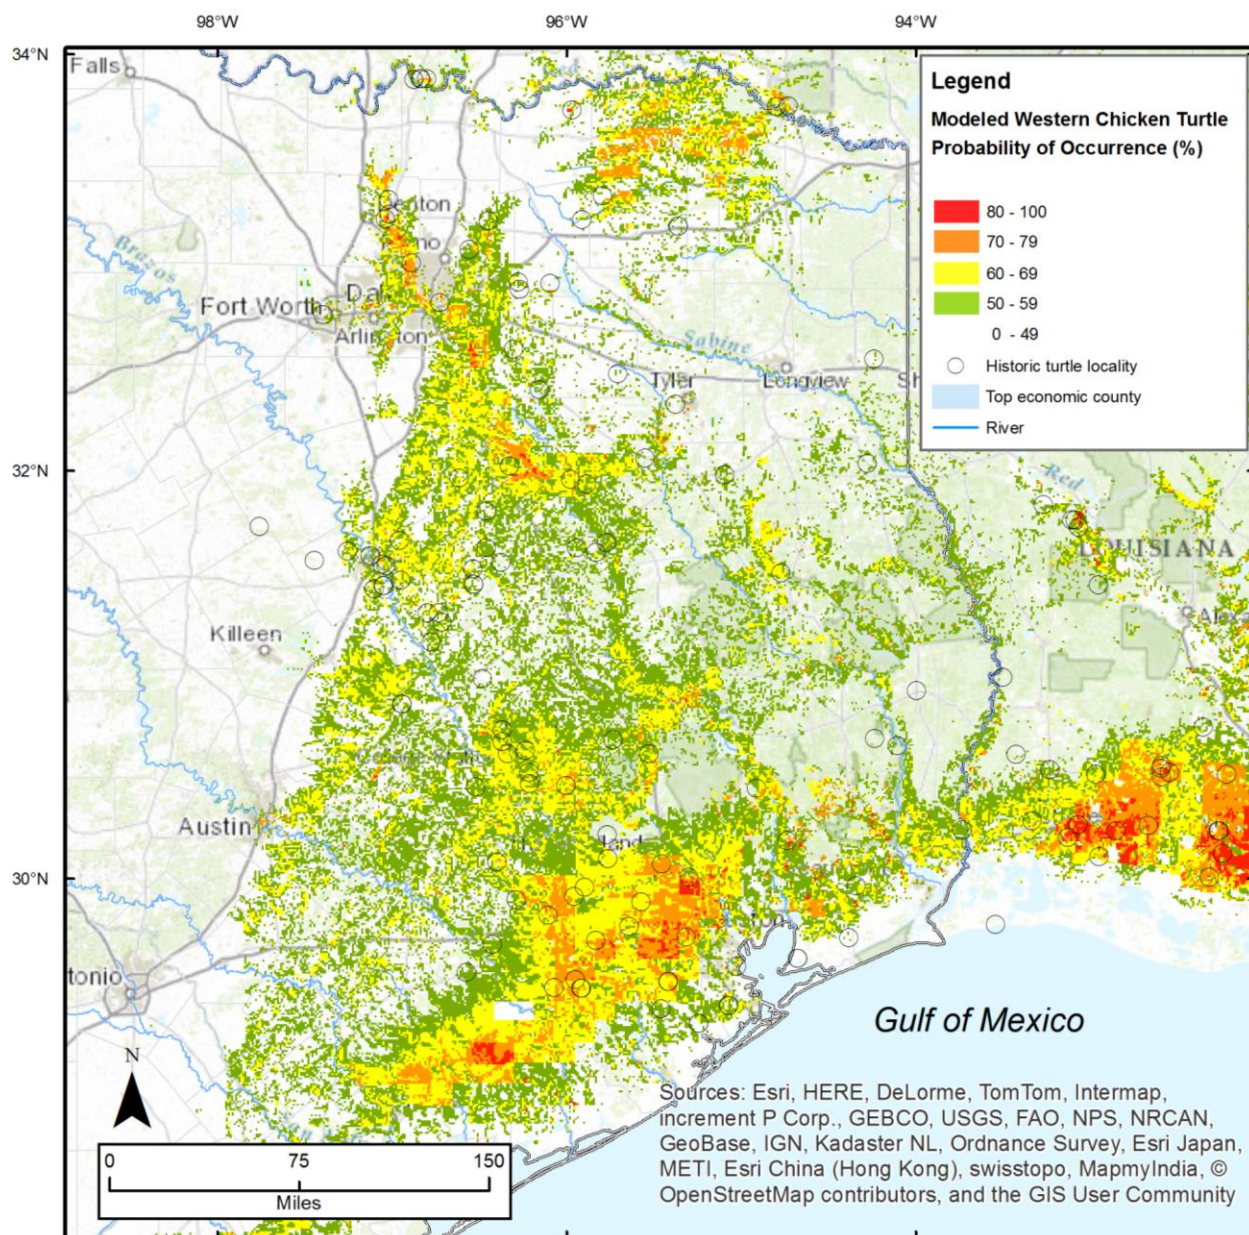 98°W
96°W
94°W
34°N
Falls
Red
Legend
Modeled Western Chicken Turtle
Probability of Occurrence (%)
80 - 100
70 - 79
60 - 69
50 - 59
0 - 49
Historic turtle locality
Top economic county
River
Brazos
Fort Worth
Arlington
Sabine
Tyler
Longview
Sh
32°N
Red
LOUISIANA
Killeen
Austin
30°N
tonio
Gulf of Mexico
N
0
75
150
Miles
Sources: Esri, HERE, DeLorme, TomTom, Intermap,
increment P Corp., GEBCO, USGS, FAO, NPS, NRCAN,
GeoBase, IGN, Kadaster NL, Ordnance Survey, Esri Japan,
METI, Esri China (Hong Kong), swisstopo, MapmyIndia, ©
OpenStreetMap contributors, and the GIS User Community